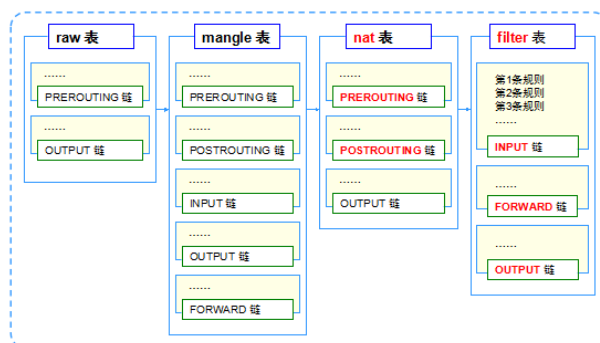 raw 表
……
PREROUTING 链
……
OUTPUT 链
mangle 表
……
PREROUTING 链
……
POSTROUTING 链
……
INPUT 链
……
OUTPUT 链
……
FORWARD 链
nat 表
……
PREROUTING 链
……
POSTROUTING 链
……
OUTPUT 链
filter 表
第1条规则
第2条规则
第3条规则
……
INPUT 链
……
FORWARD 链
……
OUTPUT 链